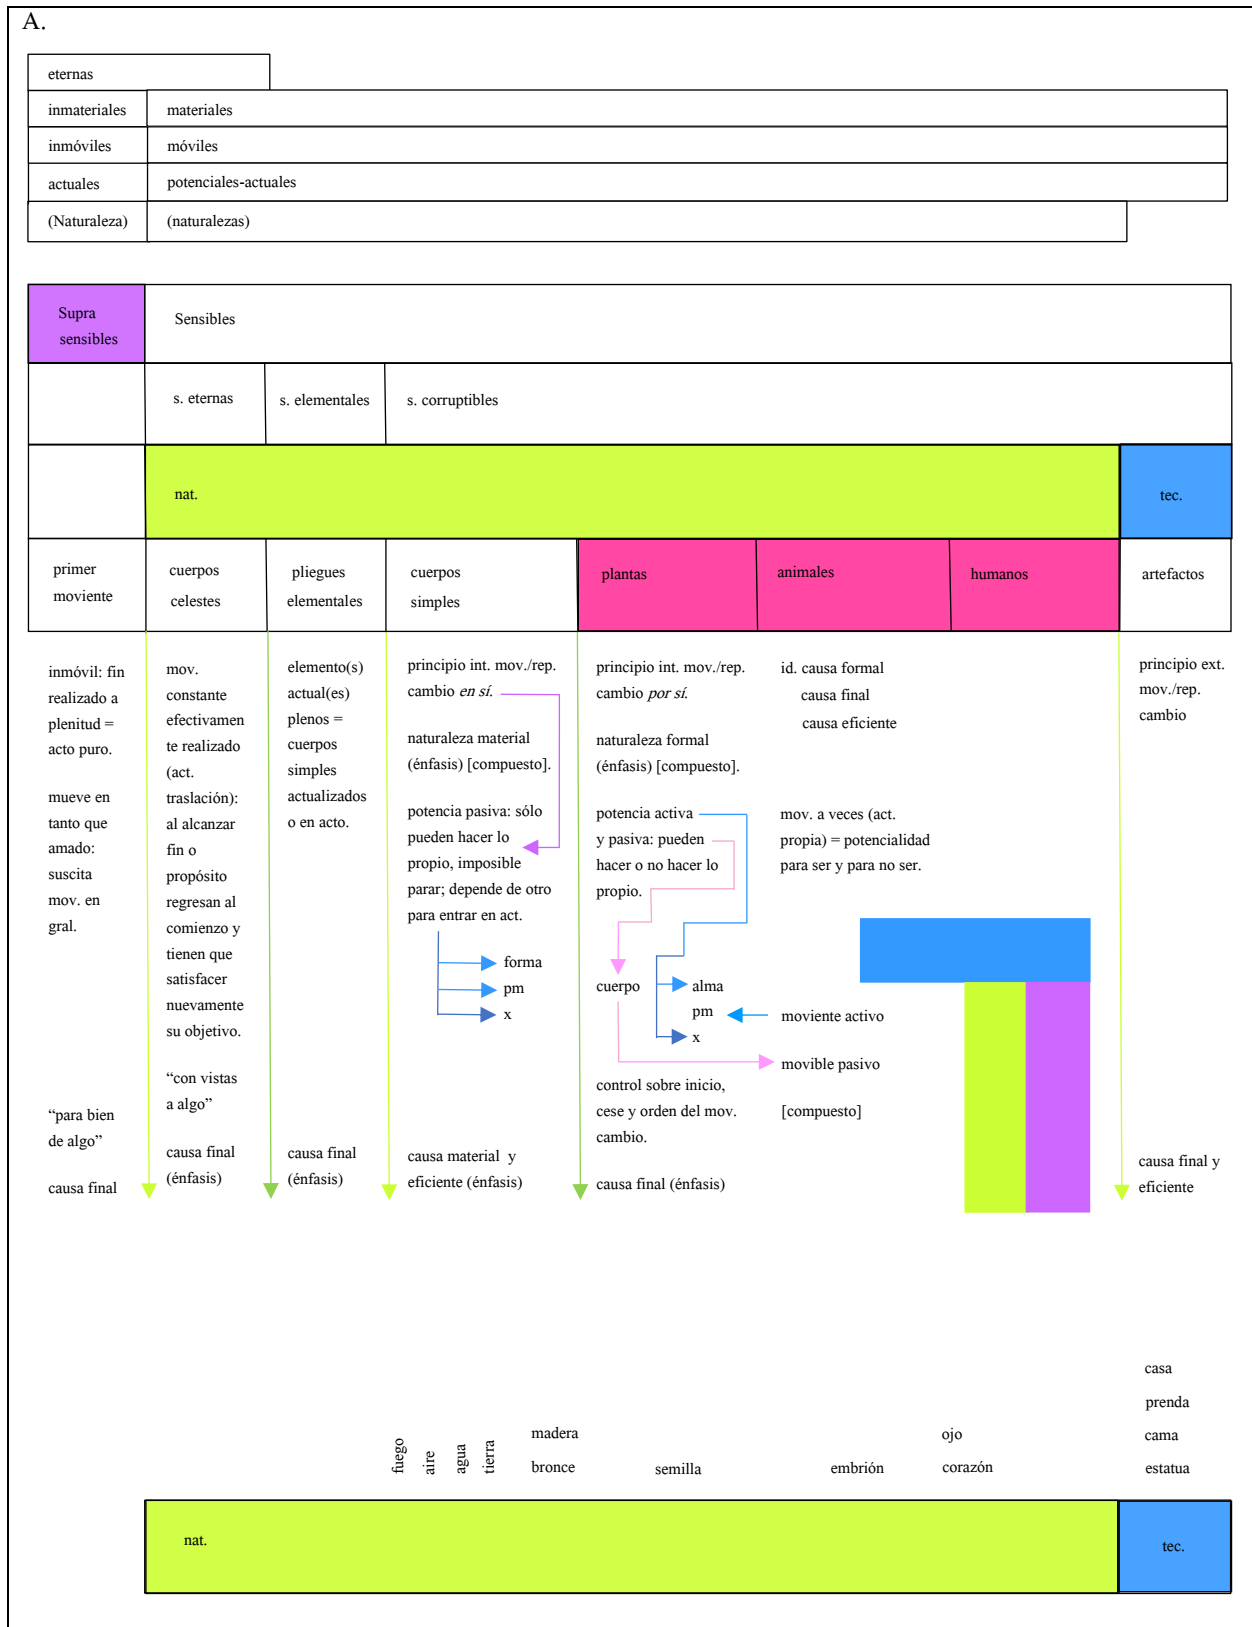 A.
eternas
inmateriales
materiales
inmóviles
móviles
actuales
potenciales-actuales
(Naturaleza)
(naturalezas)
Supra
sensibles
Sensibles
s. eternas
s. elementales
s. corruptibles
nat.
tec.
primer
moviente
cuerpos
celestes
pliegues
elementales
cuerpos
simples
plantas
animales
humanos
artefactos
inmóvil: fin
realizado a
plenitud =
acto puro.
mueve en
tanto que
amado:
suscita
mov. en
gral.
“para bien
de algo”
causa final
mov.
constante
efectivamen
te realizado
(act.
traslación):
al alcanzar
fin o
propósito
regresan al
comienzo y
tienen que
satisfacer
nuevamente
su objetivo.
“con vistas
a algo”
causa final
(énfasis)
elemento(s)
actual(es)
plenos =
cuerpos
simples
actualizados
o en acto.
causa final
(énfasis)
principio int. mov./rep.
cambio en sí.
naturaleza material
(énfasis) [compuesto].
potencia pasiva: sólo
pueden hacer lo
propio, imposible
parar; depende de otro
para entrar en act.
forma
pm
x
causa material y
eficiente (énfasis)
principio int. mov./rep.
cambio por sí.
naturaleza formal
(énfasis) [compuesto].
potencia activa
y pasiva: pueden
hacer o no hacer lo
propio.
cuerpo
alma
pm
x
control sobre inicio,
cese y orden del mov.
cambio.
causa final (énfasis)
id. causa formal
causa final
causa eficiente
mov. a veces (act.
propia) = potencialidad
para ser y para no ser.
moviente activo
movible pasivo
[compuesto]
principio ext.
mov./rep.
cambio
causa final y
eficiente
fuego
aire
agua
tierra
madera
bronce
semilla
embrión
ojo
corazón
casa
prenda
cama
estatua
nat.
tec.